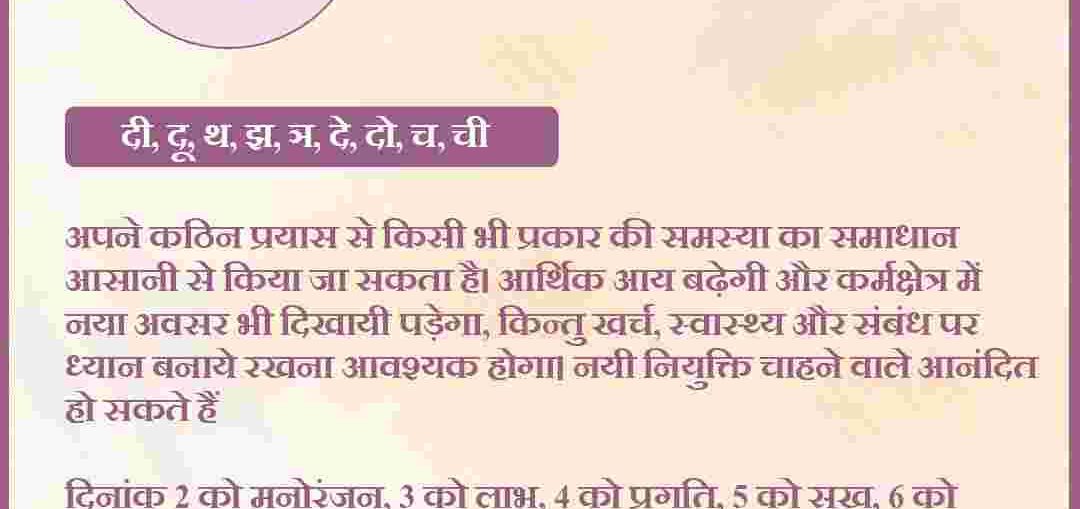 दी, दू, थ, झ, ञ, दे, दो, च, ची
अपने कठिन प्रयास से किसी भी प्रकार की समस्या का समाधान
आसानी से किया जा सकता है। आर्थिक आय बढ़ेगी और कर्मक्षेत्र में
नया अवसर भी दिखायी पड़ेगा, किन्तु खर्च, स्वास्थ्य और संबंध पर
ध्यान बनाये रखना आवश्यक होगा। नयी नियुक्ति चाहने वाले आनंदित
हो सकते हैं
दिनांक 2 को मनोरंजन, 3 को लाभ, 4 को प्रगति, 5 को सुख, 6 को